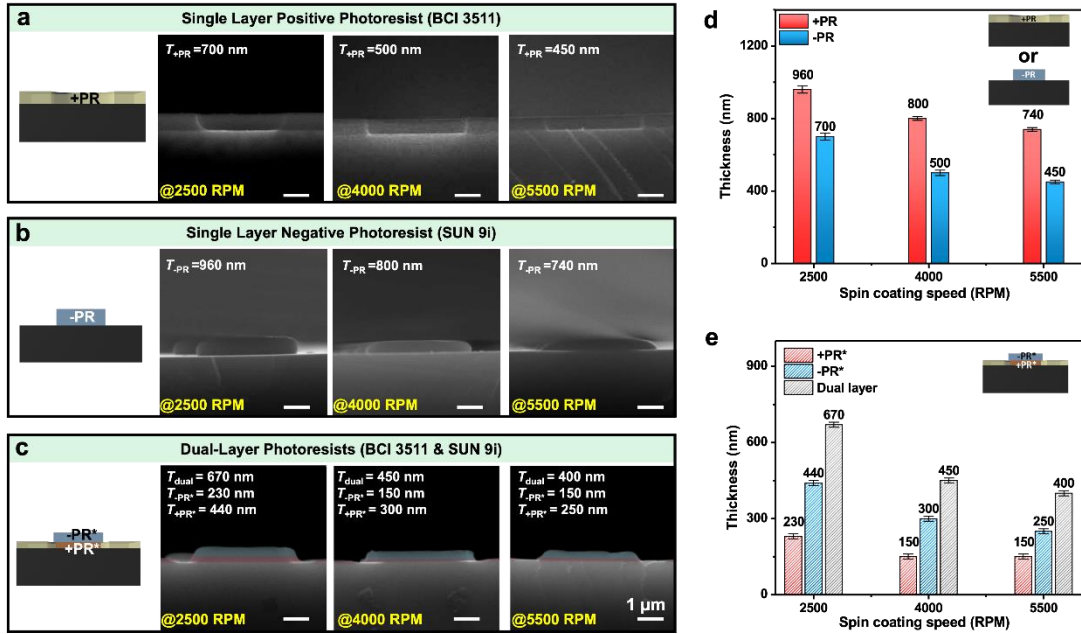 a
Single Layer Positive Photoresist (BCI 3511)
+PR
T+PR =700 nm
@2500 RPM
T+PR =500 nm
@4000 RPM
T+PR =450 nm
@5500 RPM
b
Single Layer Negative Photoresist (SUN 9i)
-PR
T-PR =960 nm
@2500 RPM
T-PR =800 nm
@4000 RPM
T-PR =740 nm
@5500 RPM
c
Dual-Layer Photoresists (BCI 3511 & SUN 9i)
-PR*
+PR*
Tdual = 670 nm
T-PR* = 230 nm
T+PR* = 440 nm
@2500 RPM
Tdual = 450 nm
T-PR* = 150 nm
T+PR* = 300 nm
@4000 RPM
Tdual = 400 nm
T-PR* = 150 nm
T+PR* = 250 nm
@5500 RPM
1 µm
d
+PR
-PR
+PR
or
-PR
Thickness (nm)
1200
800
400
0
960
700
800
500
740
450
2500
4000
5500
Spin coating speed (RPM)
e
+PR*
-PR*
Dual layer
-PR*
+PR*
Thickness (nm)
900
600
300
0
230
440
670
150
300
450
150
250
400
2500
4000
5500
Spin coating speed (RPM)